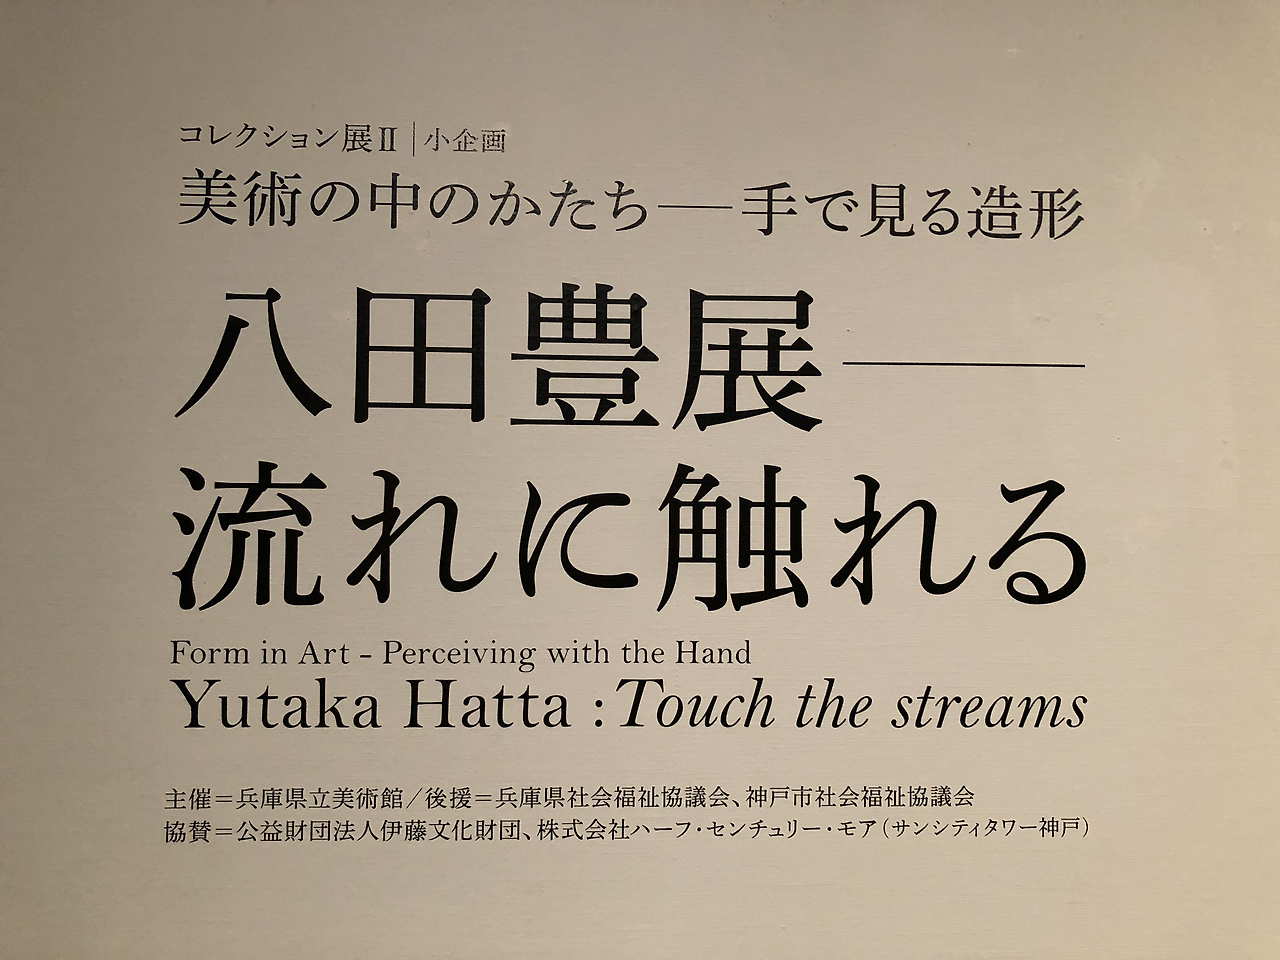 コレクション展Ⅱ｜小企画
美術の中のかたち──手で見る造形
八田豊展──
流れに触れる
Form in Art - Perceiving with the Hand
Yutaka Hatta : Touch the streams
主催＝兵庫県立美術館／後援＝兵庫県社会福祉協議会、神戸市社会福祉協議会
協賛＝公益財団法人伊藤文化財団、株式会社ハーフ・センチュリー・モア（サンシティタワー神戸）